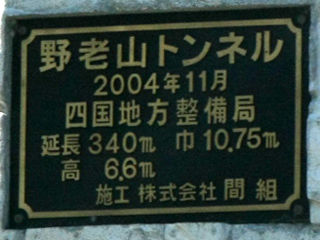 野老山トンネル
2004年11月
四国地方整備局
延長 340m 巾 10.75m
高 6.6m
施工 株式会社 間組